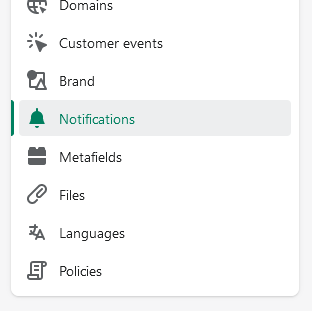 Domains
Customer events
Brand
Notifications
Metafields
Files
Languages
Policies